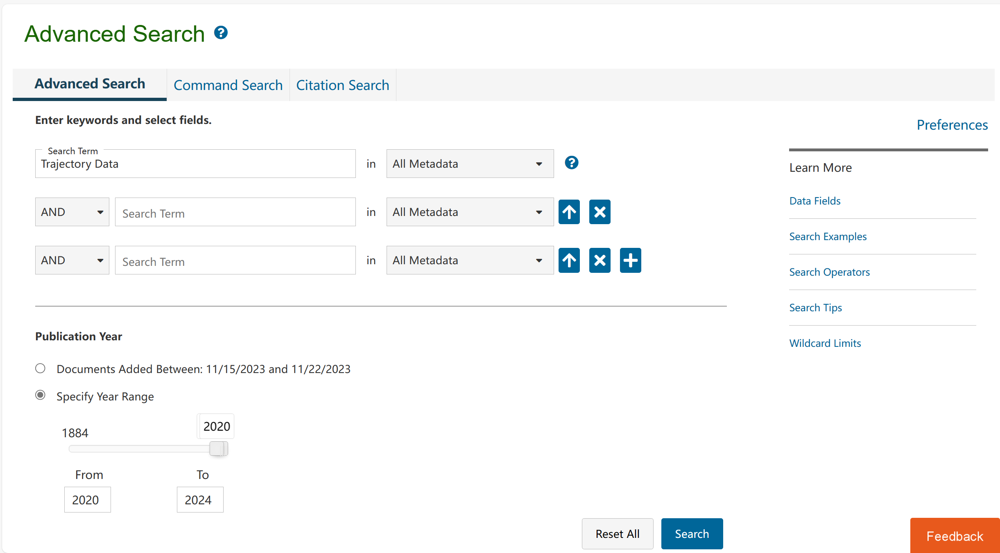 Advanced Search
Advanced Search
Command Search
Citation Search
Enter keywords and select fields.
Preferences
Search Term
Trajectory Data
in
All Metadata
AND
Search Term
in
All Metadata
AND
Search Term
in
All Metadata
Learn More
Data Fields
Search Examples
Search Operators
Search Tips
Wildcard Limits
Publication Year
Documents Added Between: 11/15/2023 and 11/22/2023
Specify Year Range
1884
2020
From
To
2020
2024
Reset All
Search
Feedback